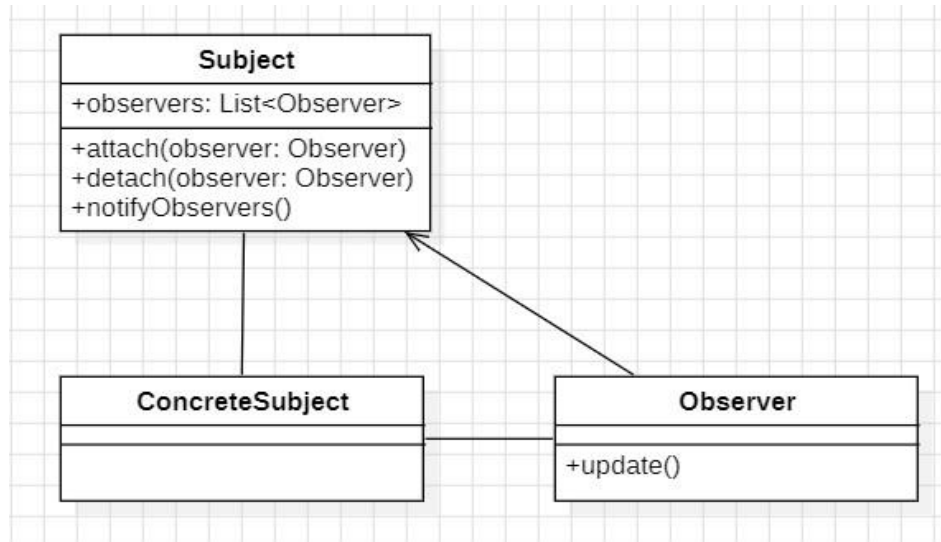 Subject
+observers: List<Observer>
+attach(observer: Observer)
+detach(observer: Observer)
+notifyObservers()
ConcreteSubject
Observer
+update()